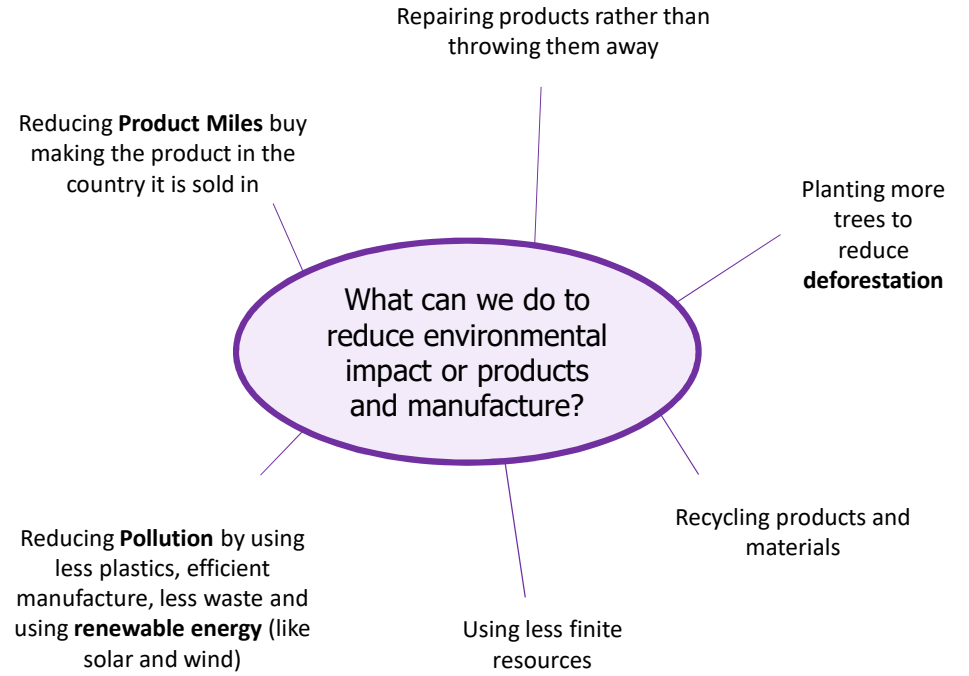 Repairing products rather than
throwing them away
Reducing Product Miles buy
making the product in the
country it is sold in
Planting more
trees to
reduce
deforestation
What can we do to
reduce environmental
impact or products
and manufacture?
Reducing Pollution by using
less plastics, efficient
manufacture, less waste and
using renewable energy (like
solar and wind)
Using less finite
resources
Recycling products and
materials